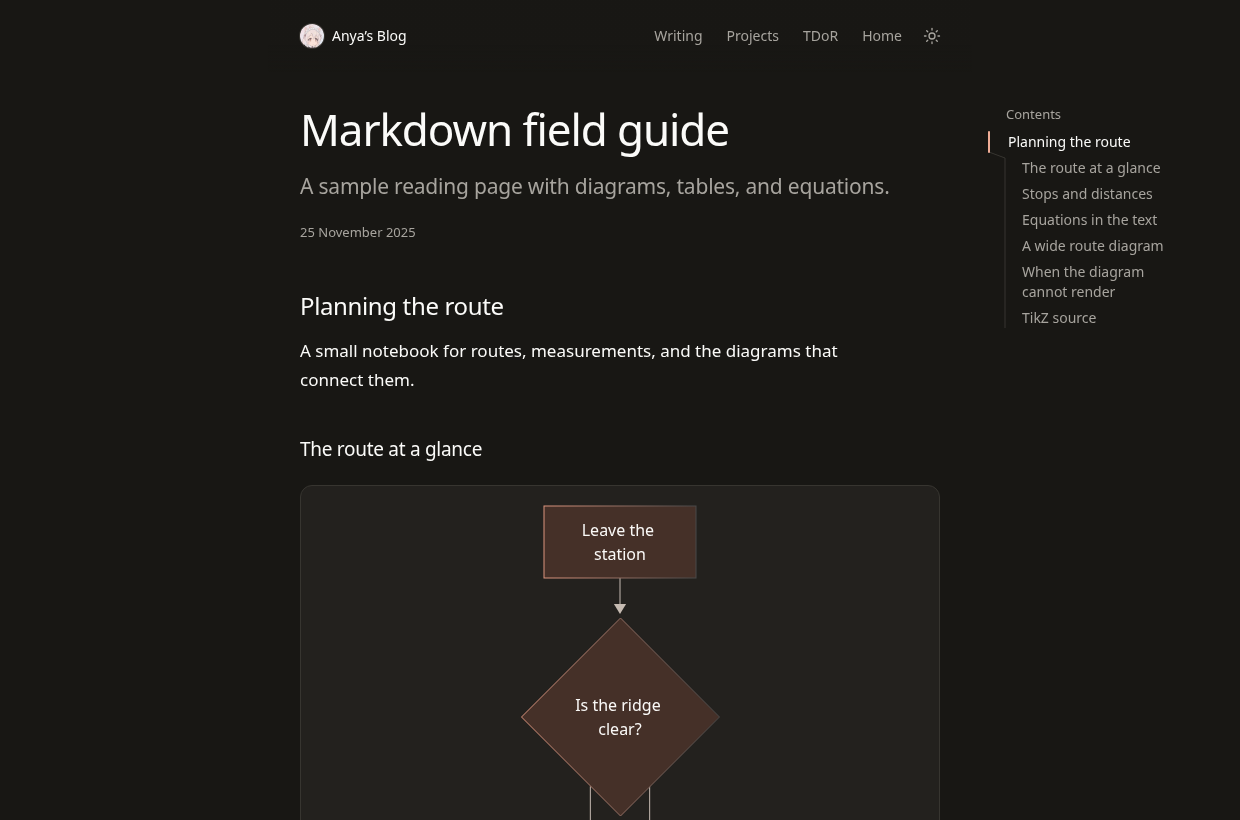 Anya's Blog
Writing
Projects
TDoR
Home
Markdown field guide
A sample reading page with diagrams, tables, and equations.
25 November 2025
Planning the route
A small notebook for routes, measurements, and the diagrams that
connect them.
The route at a glance
Leave the
station
Is the ridge
clear?
Contents
Planning the route
The route at a glance
Stops and distances
Equations in the text
A wide route diagram
When the diagram
cannot render
TikZ source